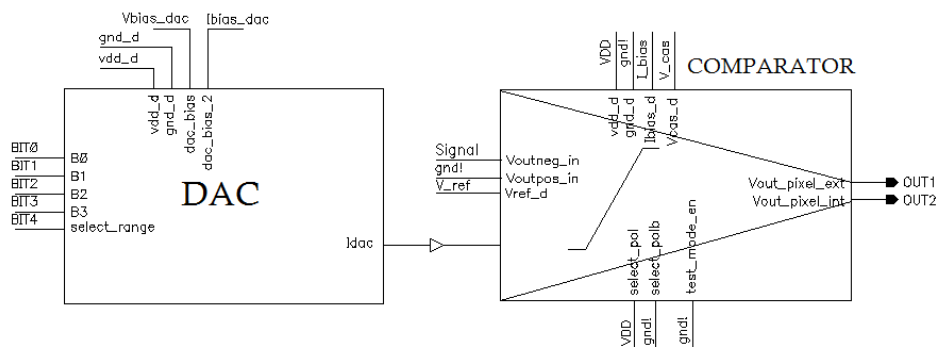 Vbias_dac
Ibias_dac
gnd_d
vdd_d
vdd_d
gnd_d
dac_bias
dac_bias_2
BIT0
BIT1
BIT2
BIT3
BIT4
B0
B1
B2
B3
select_range
DAC
Idac
VDD
gnd!
I_bias
V_cas
COMPARATOR
vdd_d
gnd_d
Ibias_d
Vcas_d
Signal
gnd!
V_ref
Voutneg_in
Voutpos_in
Vref_d
Vout_pixel_ext
Vout_pixel_int
OUT1
OUT2
select_pol
select_polb
test_mode_en
VDD
gnd!
gnd!